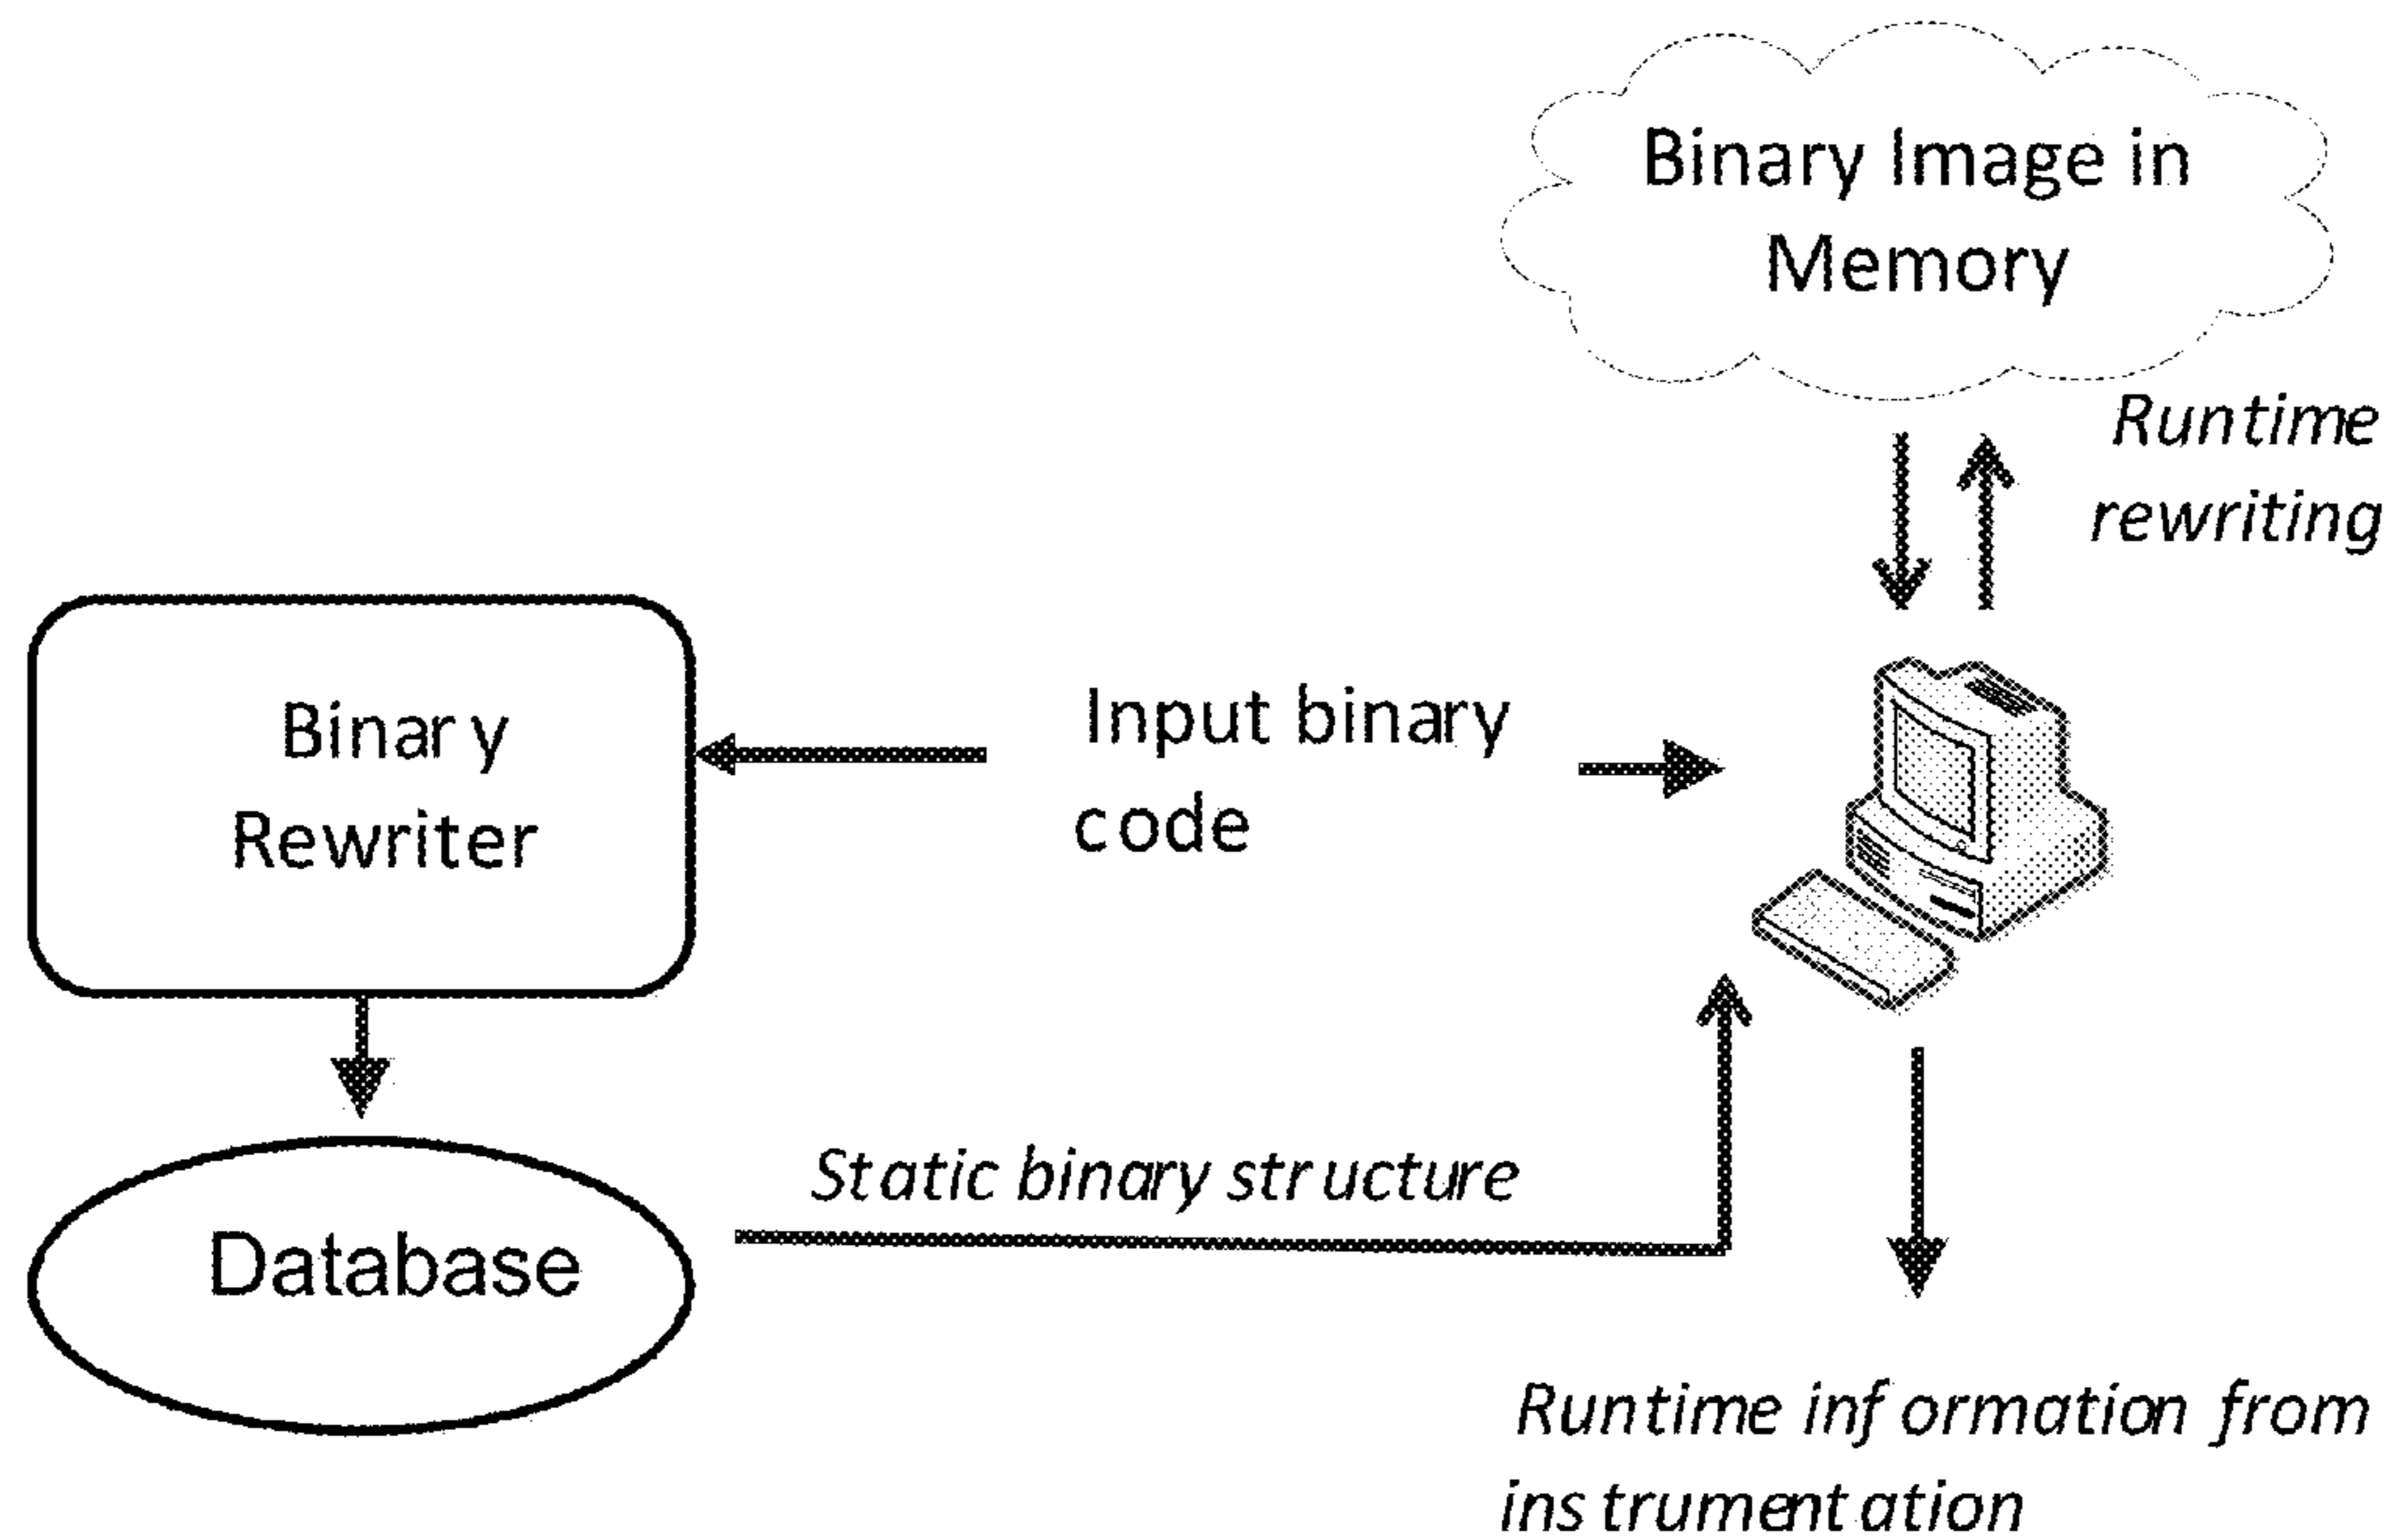 Binary Image in
Memory
Runtime
rewriting
Binary
Rewriter
Input binary
code
Static binary structure
Database
Runtime information from
instrumentation